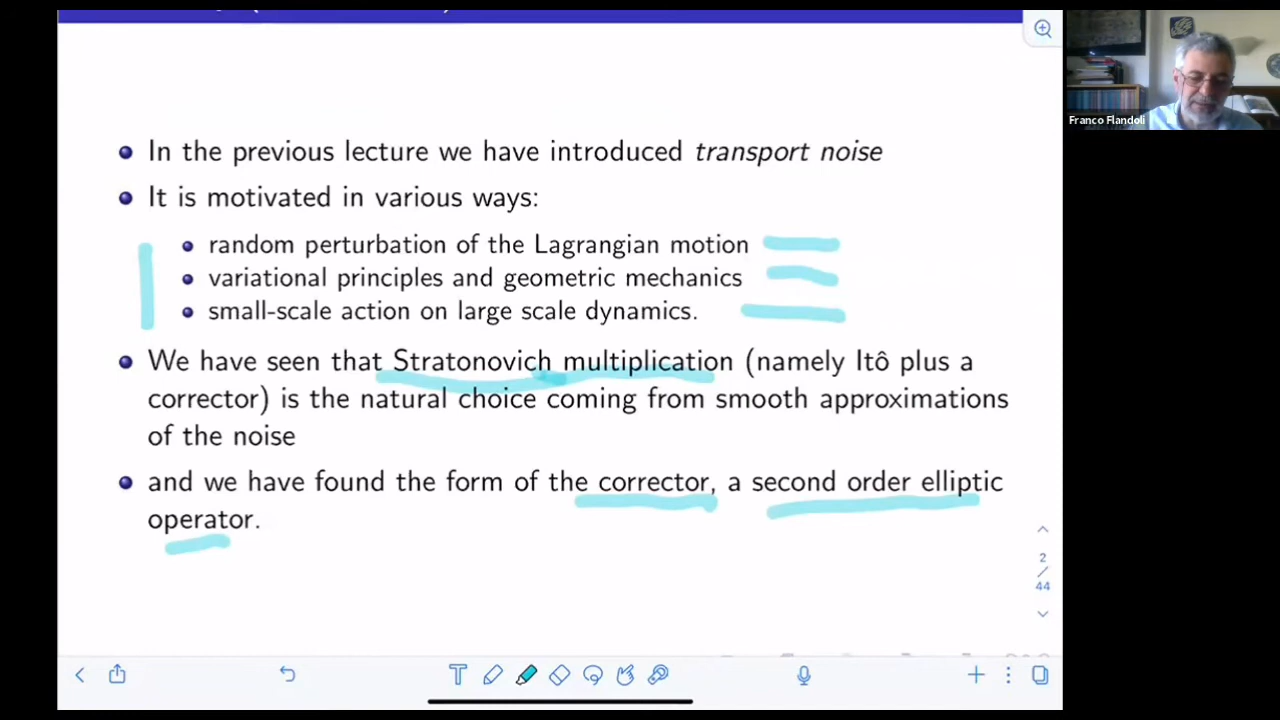 In the previous lecture we have introduced transport noise
It is motivated in various ways:
random perturbation of the Lagrangian motion
variational principles and geometric mechanics
small-scale action on large scale dynamics.
We have seen that Stratonovich multiplication (namely Itô plus a
corrector) is the natural choice coming from smooth approximations
of the noise
and we have found the form of the corrector, a second order elliptic
operator.
2
/
44
Franco Flandoli